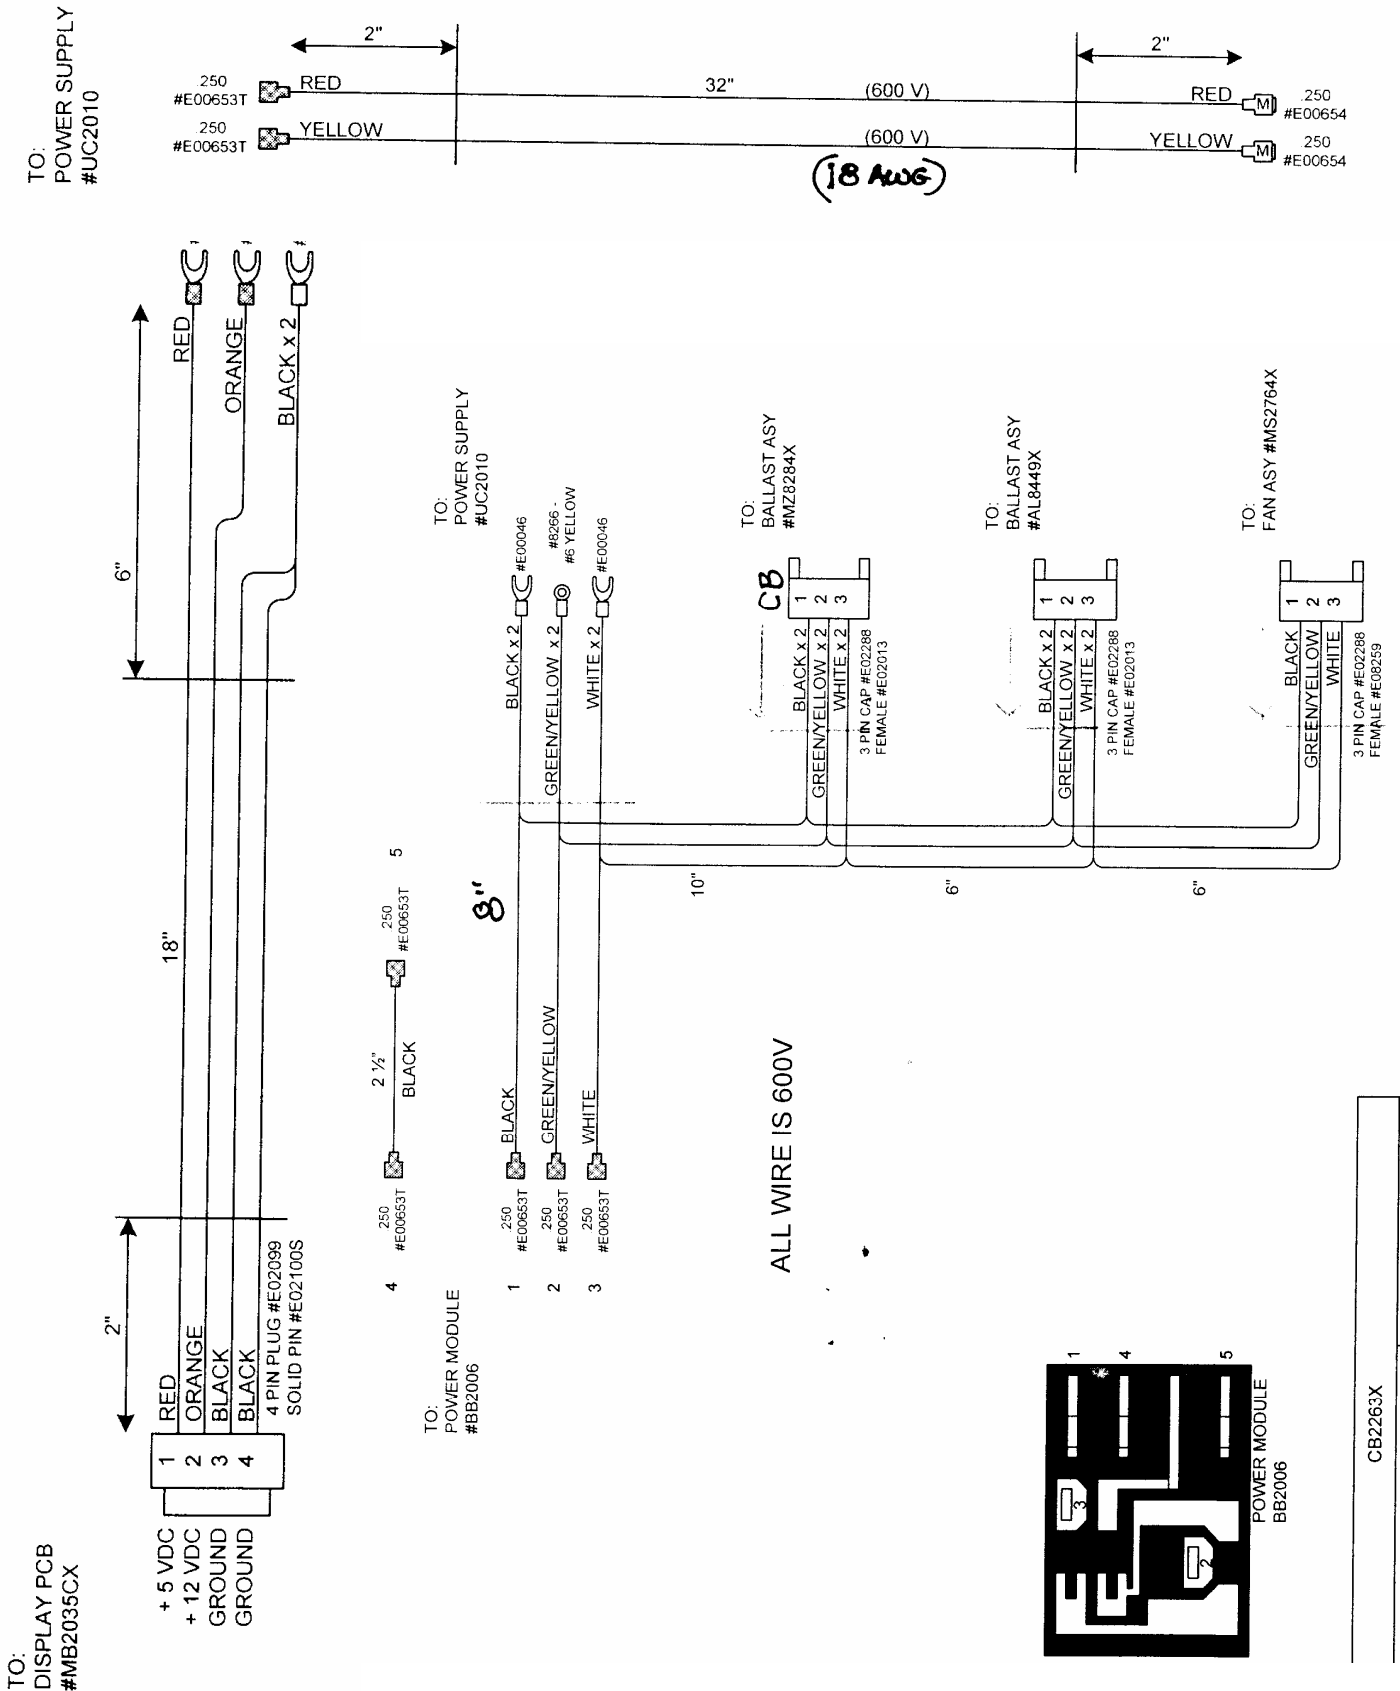 TO:
POWER SUPPLY
#UC2010
2"
2"
.250
#E00653T
RED
32"
(600 V)
RED
M
.250
#E00654
.250
#E00653T
YELLOW
(600 V)
YELLOW
M
.250
#E00654
(18 AWG)
TO:
DISPLAY PCB
#MB2035CX
+ 5 VDC
+ 12 VDC
GROUND
GROUND
1
2
3
4
RED
ORANGE
BLACK
BLACK
4 PIN PLUG #E02099
SOLID PIN #E02100S
2"
18"
6"
RED
ORANGE
BLACK x 2
#
#
#
TO:
POWER MODULE
#BB2006
4
.250
#E00653T
2 ½"
BLACK
.250
#E00653T
5
1
.250
#E00653T
BLACK
2
.250
#E00653T
GREEN/YELLOW
3
.250
#E00653T
WHITE
8"
BLACK x 2
#E00046
GREEN/YELLOW x 2
#8266 -
#6 YELLOW
WHITE x 2
#E00046
TO:
POWER SUPPLY
#UC2010
10"
6"
6"
TO:
BALLAST ASY
#MZ8284X
CB
1
2
3
BLACK x 2
GREEN/YELLOW x 2
WHITE x 2
3 PIN CAP #E02288
FEMALE #E02013
TO:
BALLAST ASY
#AL8449X
1
2
3
BLACK x 2
GREEN/YELLOW x 2
WHITE x 2
3 PIN CAP #E02288
FEMALE #E02013
TO:
FAN ASY #MS2764X
1
2
3
BLACK
GREEN/YELLOW
WHITE
3 PIN CAP #E02288
FEMALE #E08259
ALL WIRE IS 600V
1
4
5
3
2
POWER MODULE
BB2006
CB2263X